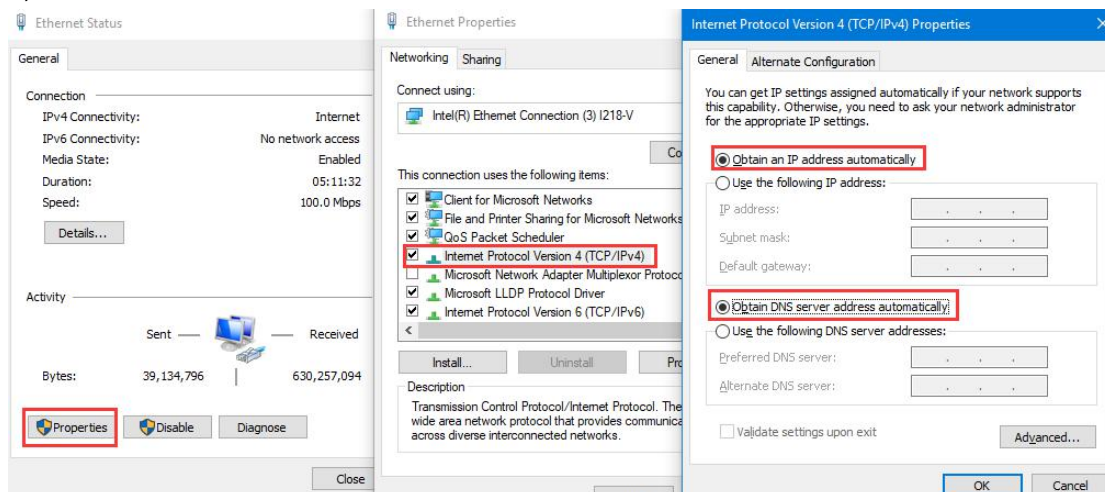 Ethernet Status
General
Connection
IPv4 Connectivity: Internet
IPv6 Connectivity: No network access
Media State: Enabled
Duration: 05:11:32
Speed: 100.0 Mbps
Details...
Activity
Sent — — Received
Bytes: 39,134,796 630,257,094
Properties Disable Diagnose
Close
Ethernet Properties
Networking Sharing
Connect using:
Intel(R) Ethernet Connection (3) I218-V
Co
This connection uses the following items:
Client for Microsoft Networks
File and Printer Sharing for Microsoft Networks
QoS Packet Scheduler
Internet Protocol Version 4 (TCP/IPv4)
Microsoft Network Adapter Multiplexor Protoco
Microsoft LLDP Protocol Driver
Internet Protocol Version 6 (TCP/IPv6)
Install... Uninstall Pro
Description
Transmission Control Protocol/Internet Protocol. The
wide area network protocol that provides communica
across diverse interconnected networks.
Internet Protocol Version 4 (TCP/IPv4) Properties
General Alternate Configuration
You can get IP settings assigned automatically if your network supports
this capability. Otherwise, you need to ask your network administrator
for the appropriate IP settings.
Obtain an IP address automatically
Use the following IP address:
IP address:
Subnet mask:
Default gateway:
Obtain DNS server address automatically
Use the following DNS server addresses:
Preferred DNS server:
Alternate DNS server:
Validate settings upon exit
Advanced...
OK Cancel